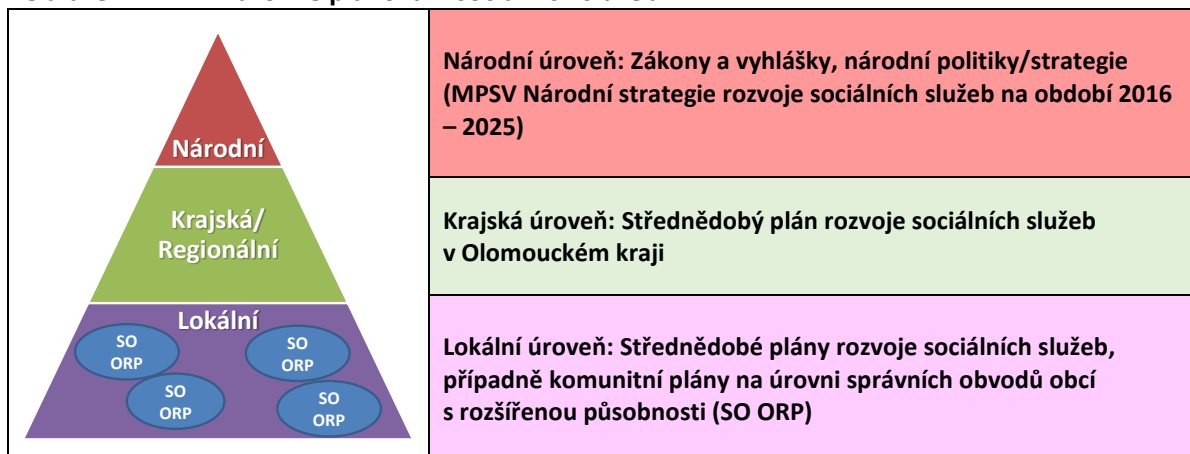 Národní
Krajská/
Regionální
Lokální
SO
ORP
SO
ORP
SO
ORP
SO
ORP
Národní úroveň: Zákony a vyhlášky, národní politiky/strategie
(MPSV Národní strategie rozvoje sociálních služeb na období 2016
– 2025)
Krajská úroveň: Střednědobý plán rozvoje sociálních služeb
v Olomouckém kraji
Lokální úroveň: Střednědobé plány rozvoje sociálních služeb,
případně komunitní plány na úrovni správních obvodů obcí
s rozšířenou působnosti (SO ORP)